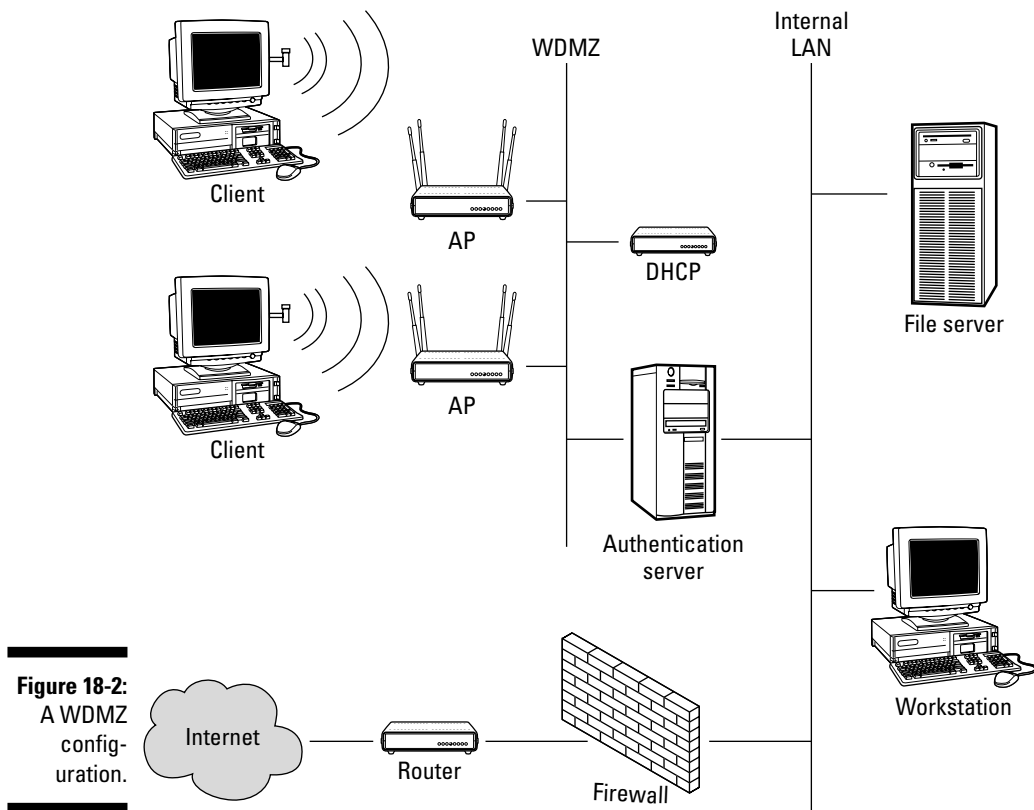 WDMZ
Internal
LAN
Client
AP
DHCP
File server
Client
AP
Authentication
server
Workstation
Figure 18-2:
A WDMZ
config-
uration.
Internet
Router
Firewall